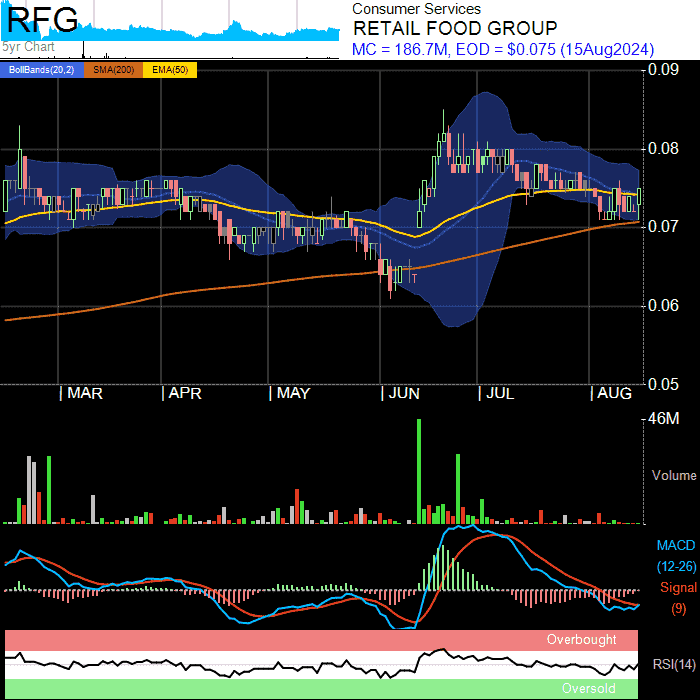 RFG
5yr Chart
Consumer Services
RETAIL FOOD GROUP
MC = 186.7M, EOD = $0.075 (15Aug2024)
BollBands(20,2) SMA(200) EMA(50)
0.09
0.08
0.07
0.06
0.05
MAR APR MAY JUN JUL AUG
46M
Volume
MACD
(12-26)
Signal
(9)
Overbought
RSI(14)
Oversold